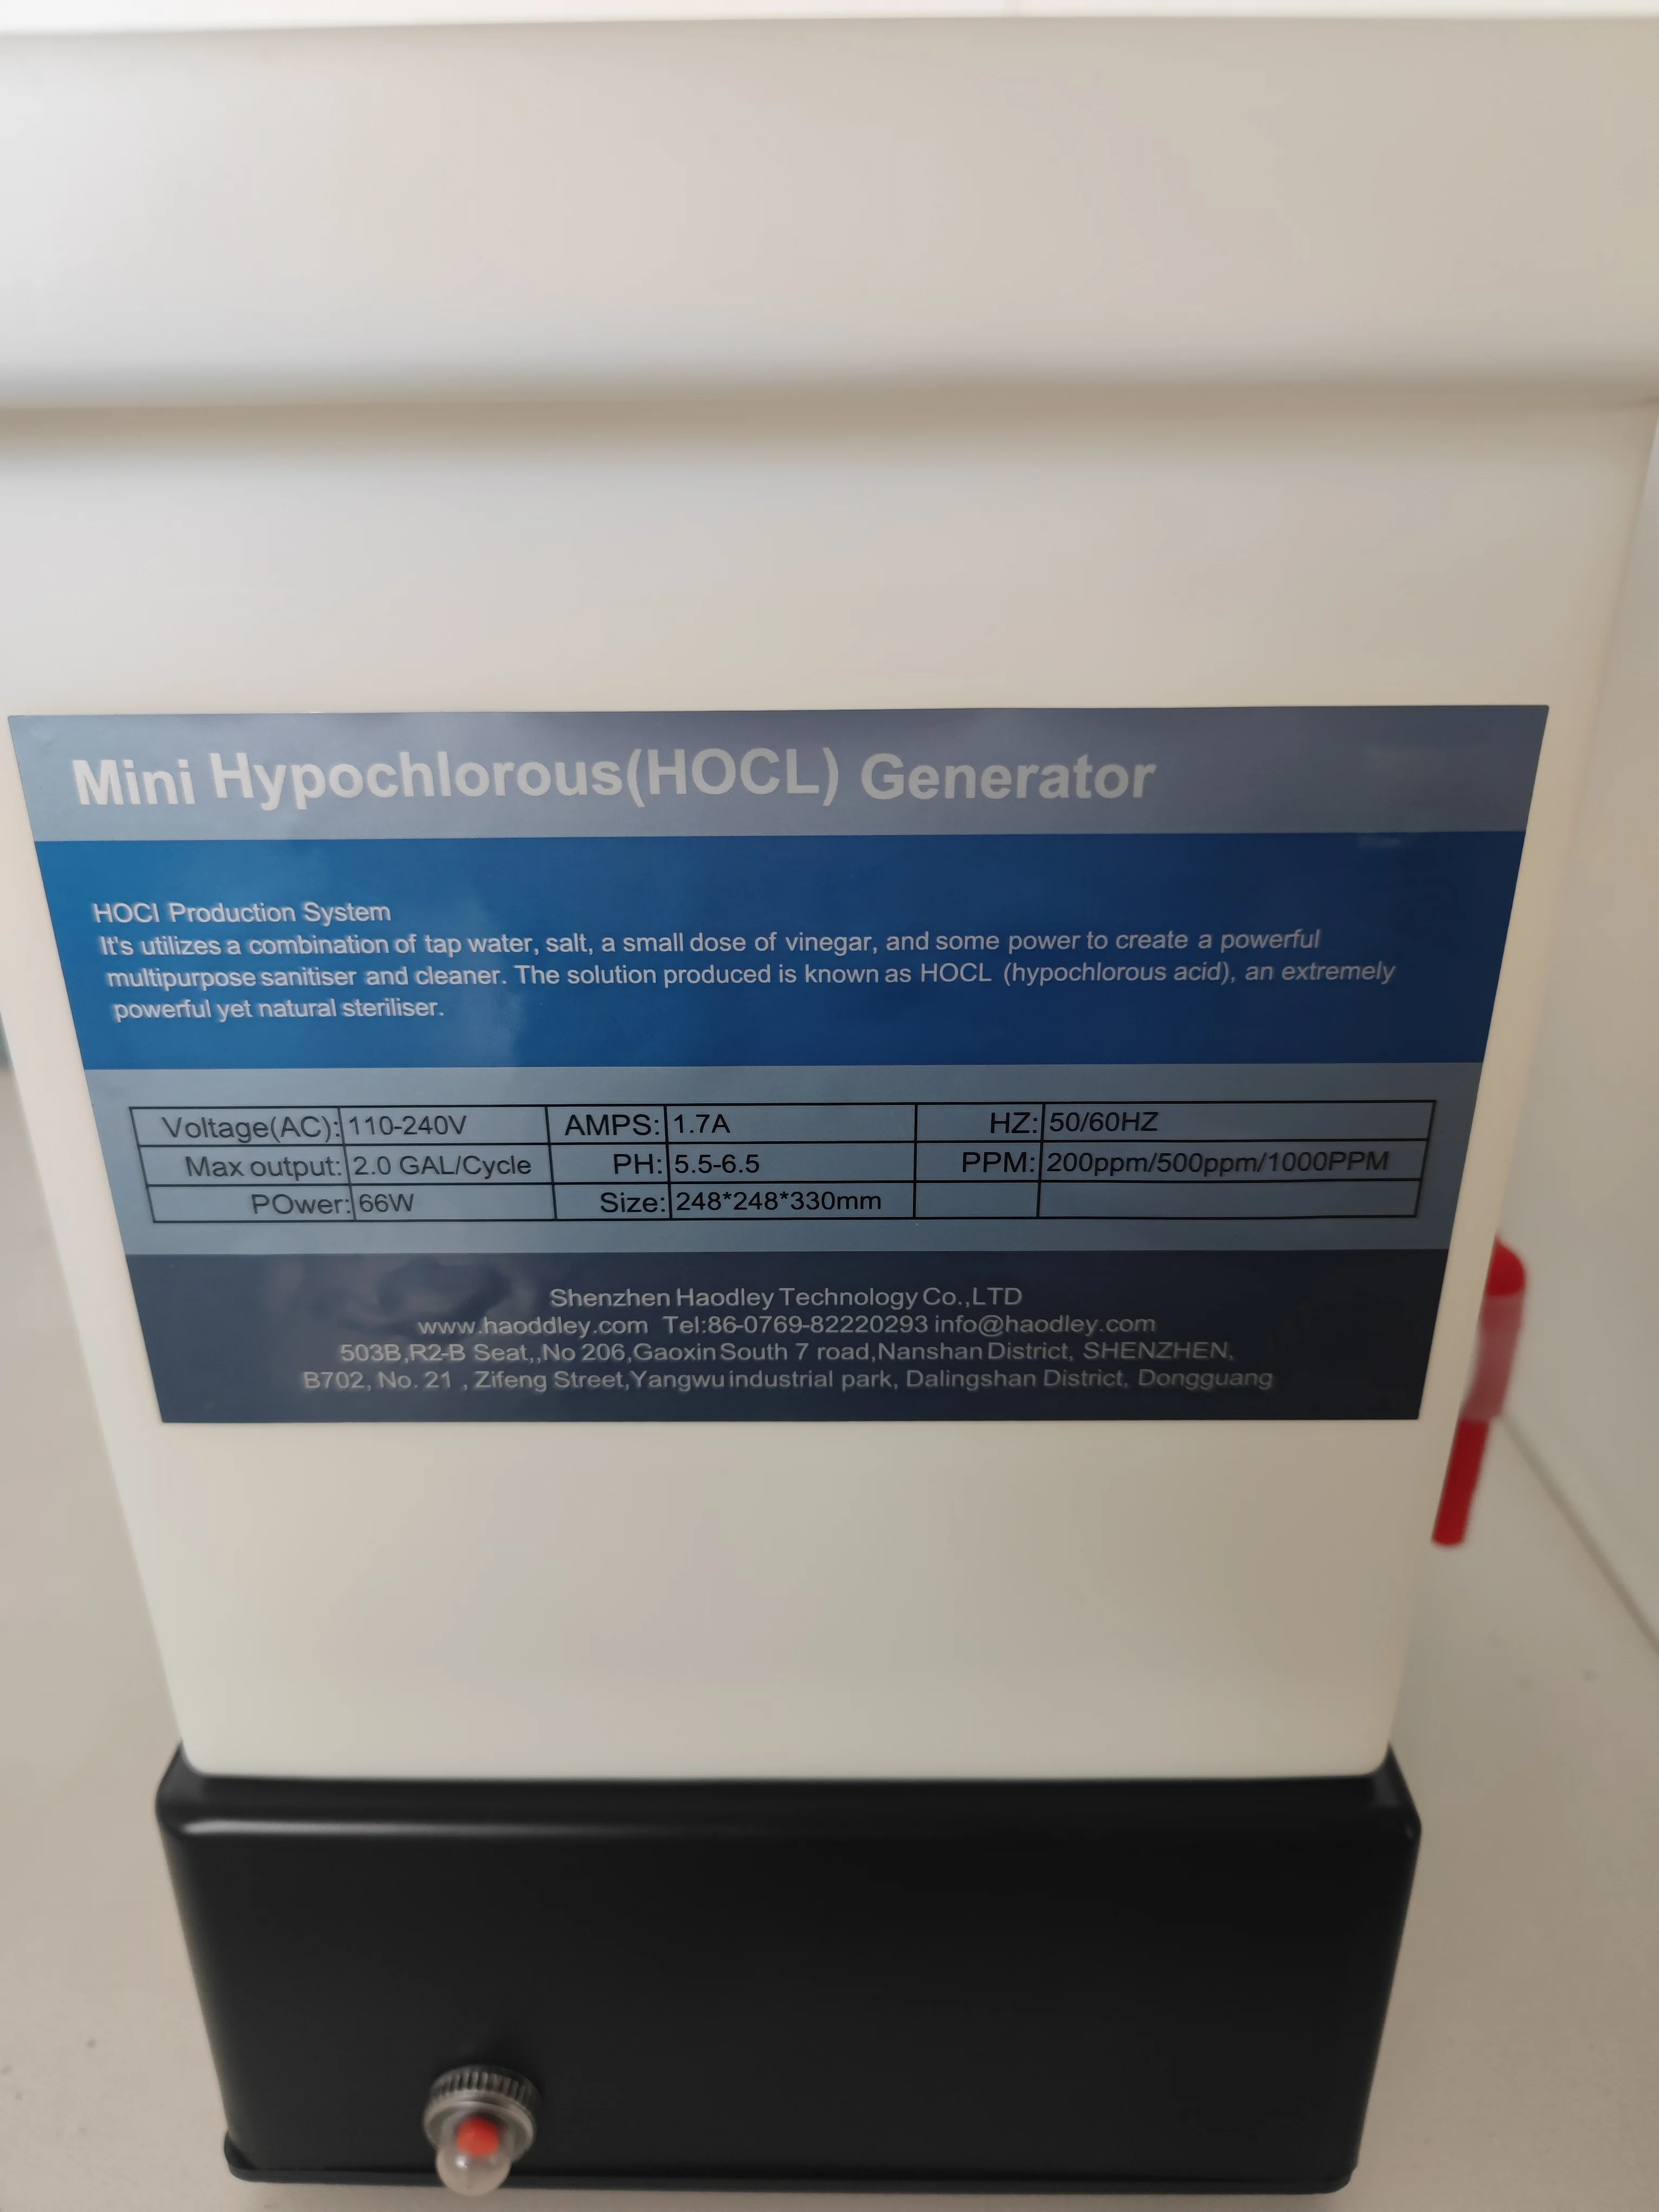 Mini Hypochlorous(HOCL) Generator
HOCl Production System
It's utilizes a combination of tap water, salt, a small dose of vinegar, and some power to create a powerful
multipurpose sanitiser and cleaner. The solution produced is known as HOCL (hypochlorous acid), an extremely
powerful yet natural steriliser.
Voltage(AC): 110-240V AMPS: 1.7A HZ: 50/60HZ
Max output: 2.0 GAL/Cycle PH: 5.5-6.5 PPM: 200ppm/500ppm/1000PPM
POwer: 66W Size: 248*248*330mm
Shenzhen Haodley Technology Co.,LTD
www.haoddley.com Tel:86-0769-82220293 info@haodley.com
503B,R2-B Seat,,No 206,Gaoxin South 7 road,Nanshan District, SHENZHEN,
B702, No. 21 , Zifeng Street,Yangwu industrial park, Dalingshan District, Dongguang